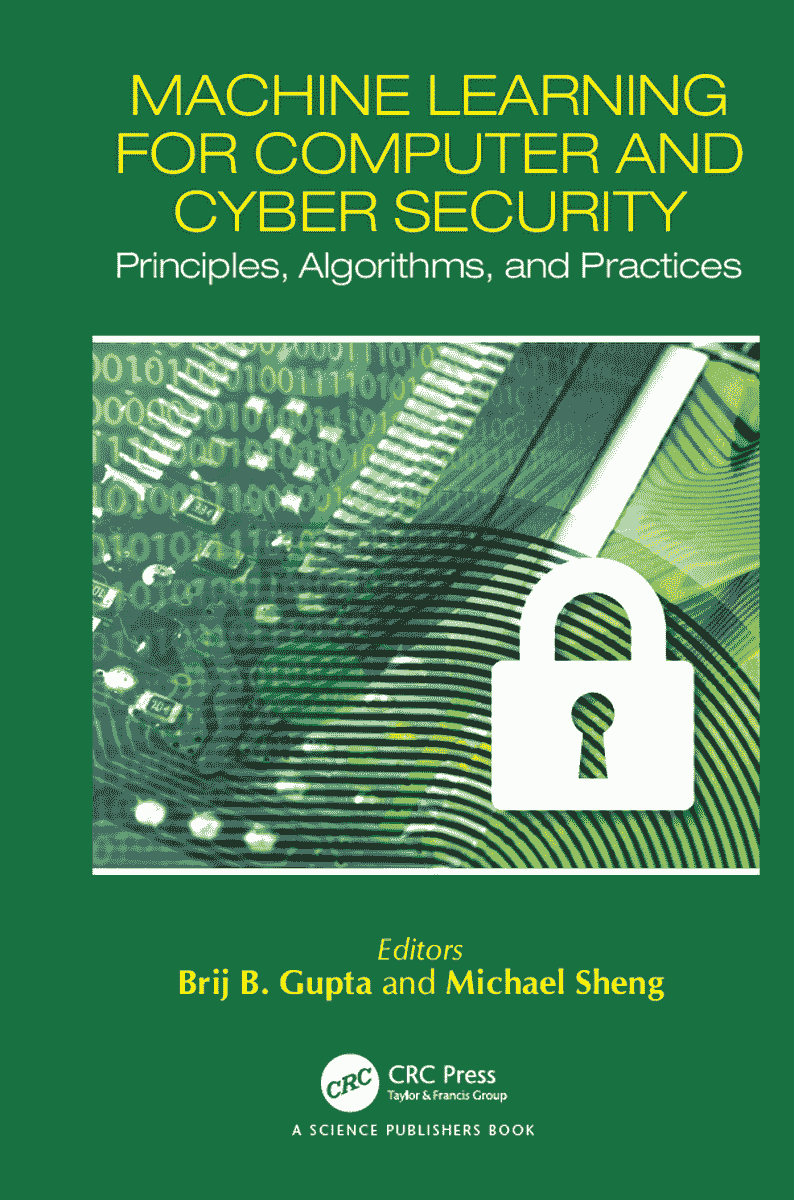 MACHINE LEARNING
FOR COMPUTER AND
CYBER SECURITY
Principles, Algorithms, and Practices
Editors
Brij B. Gupta and Michael Sheng
CRC
CRC Press
Taylor & Francis Group
A SCIENCE PUBLISHERS BOOK